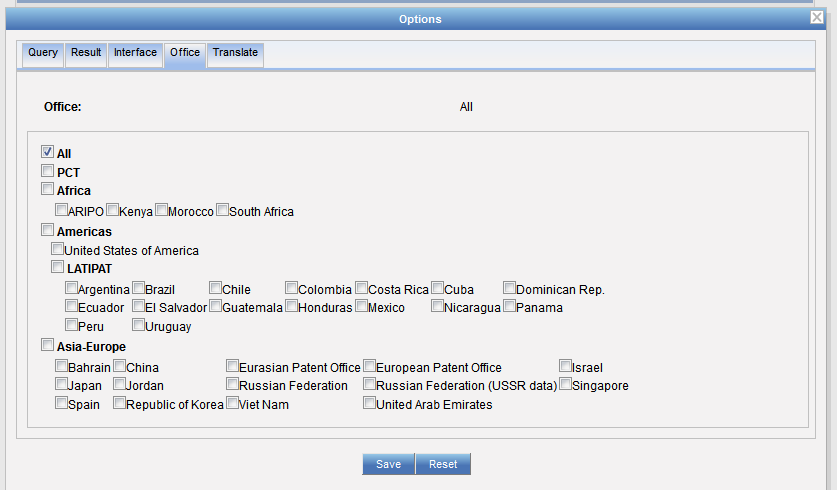 Options
Query Result Interface Office Translate
Office: All
All
PCT
Africa
ARIPO Kenya Morocco South Africa
Americas
United States of America
LATIPAT
Argentina Brazil Chile Colombia Costa Rica Cuba Dominican Rep.
Ecuador El Salvador Guatemala Honduras Mexico Nicaragua Panama
Peru Uruguay
Asia-Europe
Bahrain China Eurasian Patent Office European Patent Office Israel
Japan Jordan Russian Federation Russian Federation (USSR data) Singapore
Spain Republic of Korea Viet Nam United Arab Emirates
Save Reset